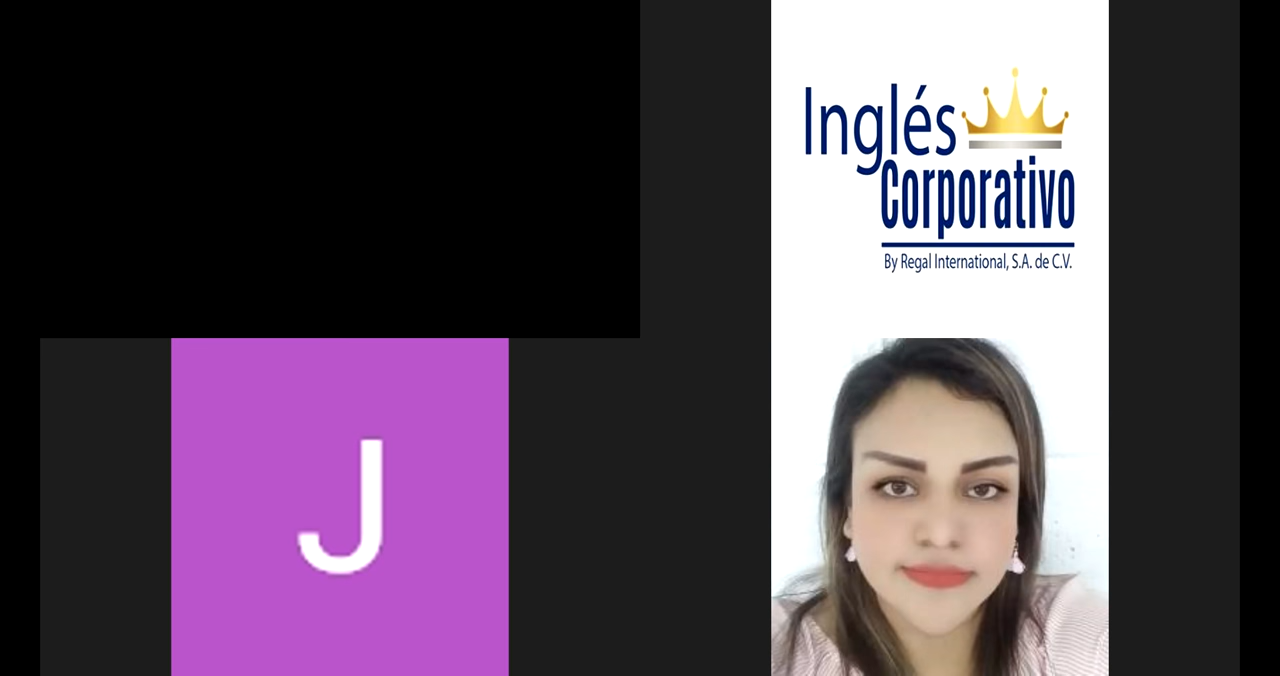 Inglés
Corporativo
By Regal International, S.A. de C.V.
J